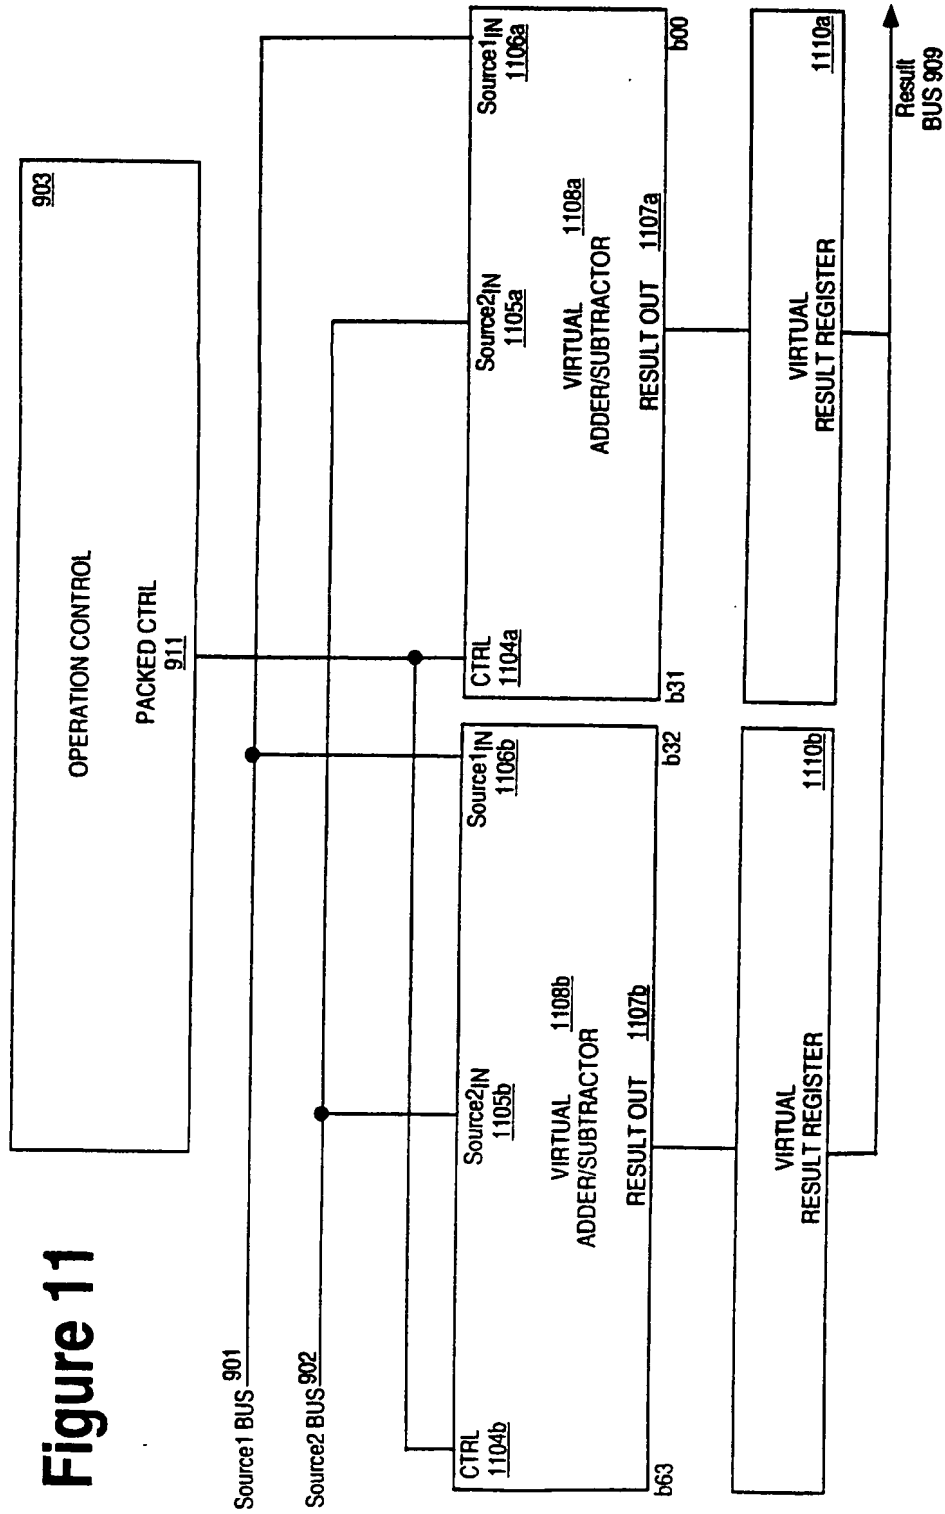 Figure 11
OPERATION CONTROL
903
PACKED CTRL
911
Source1 BUS 901
Source2 BUS 902
CTRL
1104b
Source2IN
1105b
Source1IN
1106b
VIRTUAL
ADDER/SUBTRACTOR
1108b
RESULT OUT 1107b
b63
b32
CTRL
1104a
Source2IN
1105a
Source1IN
1106a
VIRTUAL
ADDER/SUBTRACTOR
1108a
RESULT OUT 1107a
b31
b00
VIRTUAL
RESULT REGISTER
1110b
VIRTUAL
RESULT REGISTER
1110a
Result
BUS 909